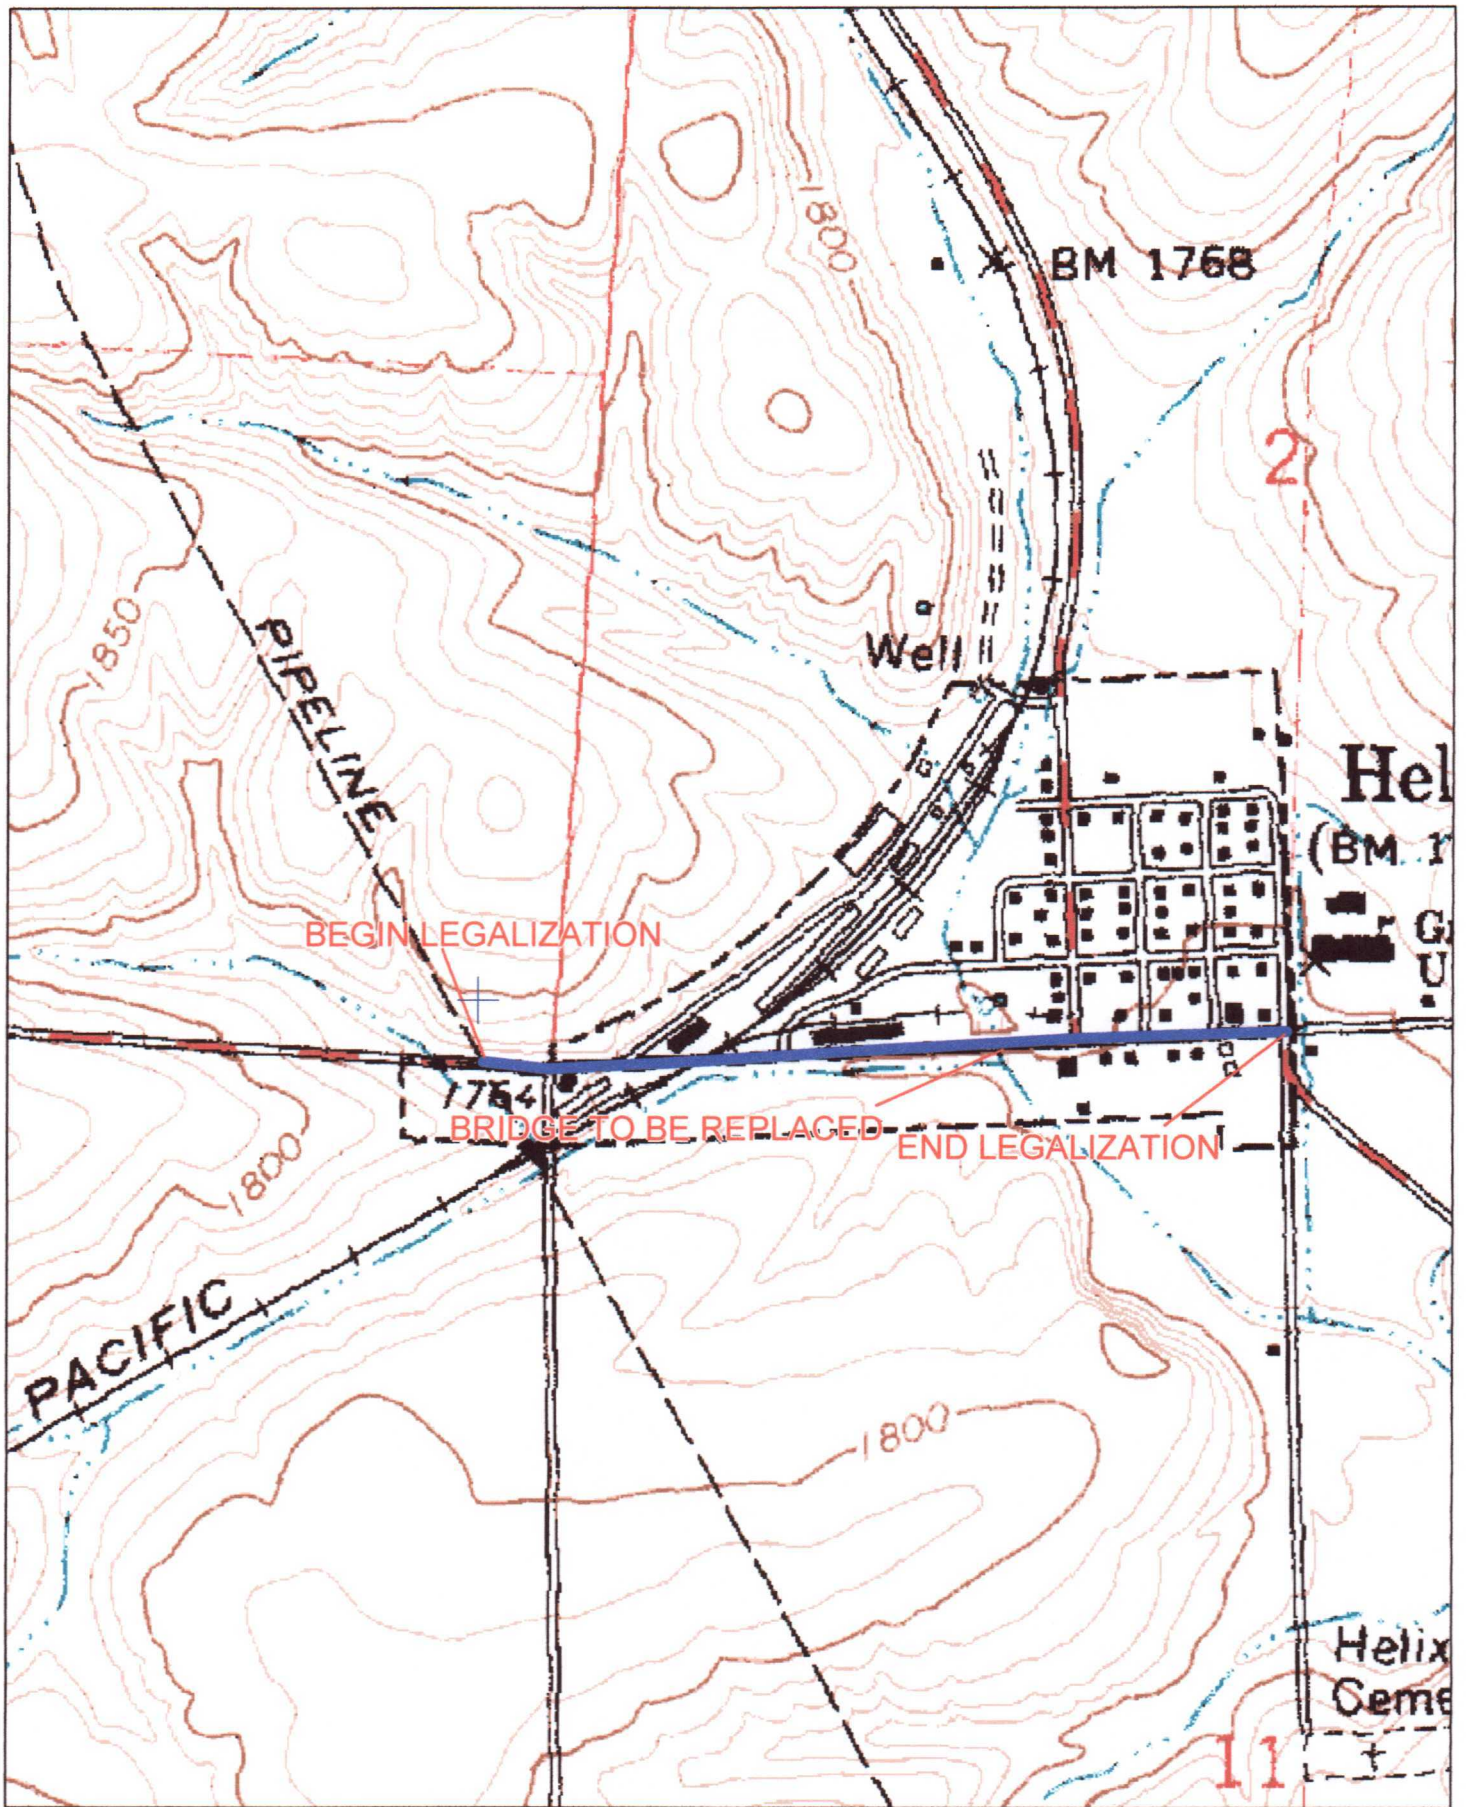 1800
BM 1768
2
1850
PIPELINE
Well
Hel
(BM 1
G
U
BEGIN LEGALIZATION
1764
BRIDGE TO BE REPLACED
END LEGALIZATION
1800
PACIFIC
1800
Helix
Ceme
11